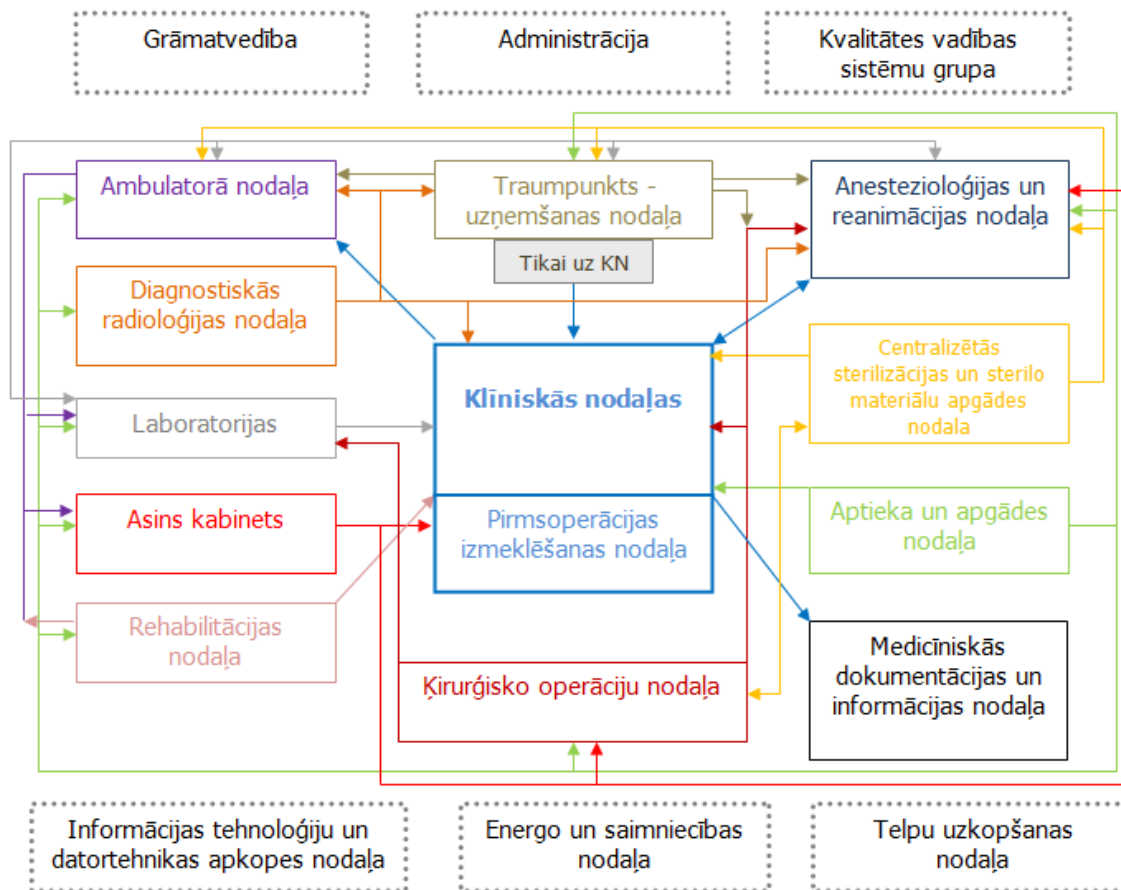 Grāmatvedība
Administrācija
Kvalitātes vadības
sistēmu grupa
Ambulatorā nodaļa
Traumpunkts -
uzņemšanas nodaļa
Anestezioloģijas un
reanimācijas nodaļa
Tikai uz KN
Diagnostiskās
radioloģijas nodaļa
Klīniskās nodaļas
Centralizētās
sterilizācijas un sterilo
materiālu apgādes
nodala
Laboratorijas
Asins kabinets
Pirmsoperācijas
izmeklēšanas nodaļa
Aptieka un apgādes
nodaļa
Rehabilitācijas
nodaļa
Ķirurģisko operāciju nodaļa
Medicīniskās
dokumentācijas un
informācijas nodaļa
Informācijas tehnoloģiju un
datortehnikas apkopes nodaļa
Energo un saimniecības
nodaļa
Telpu uzkopšanas
nodaļa